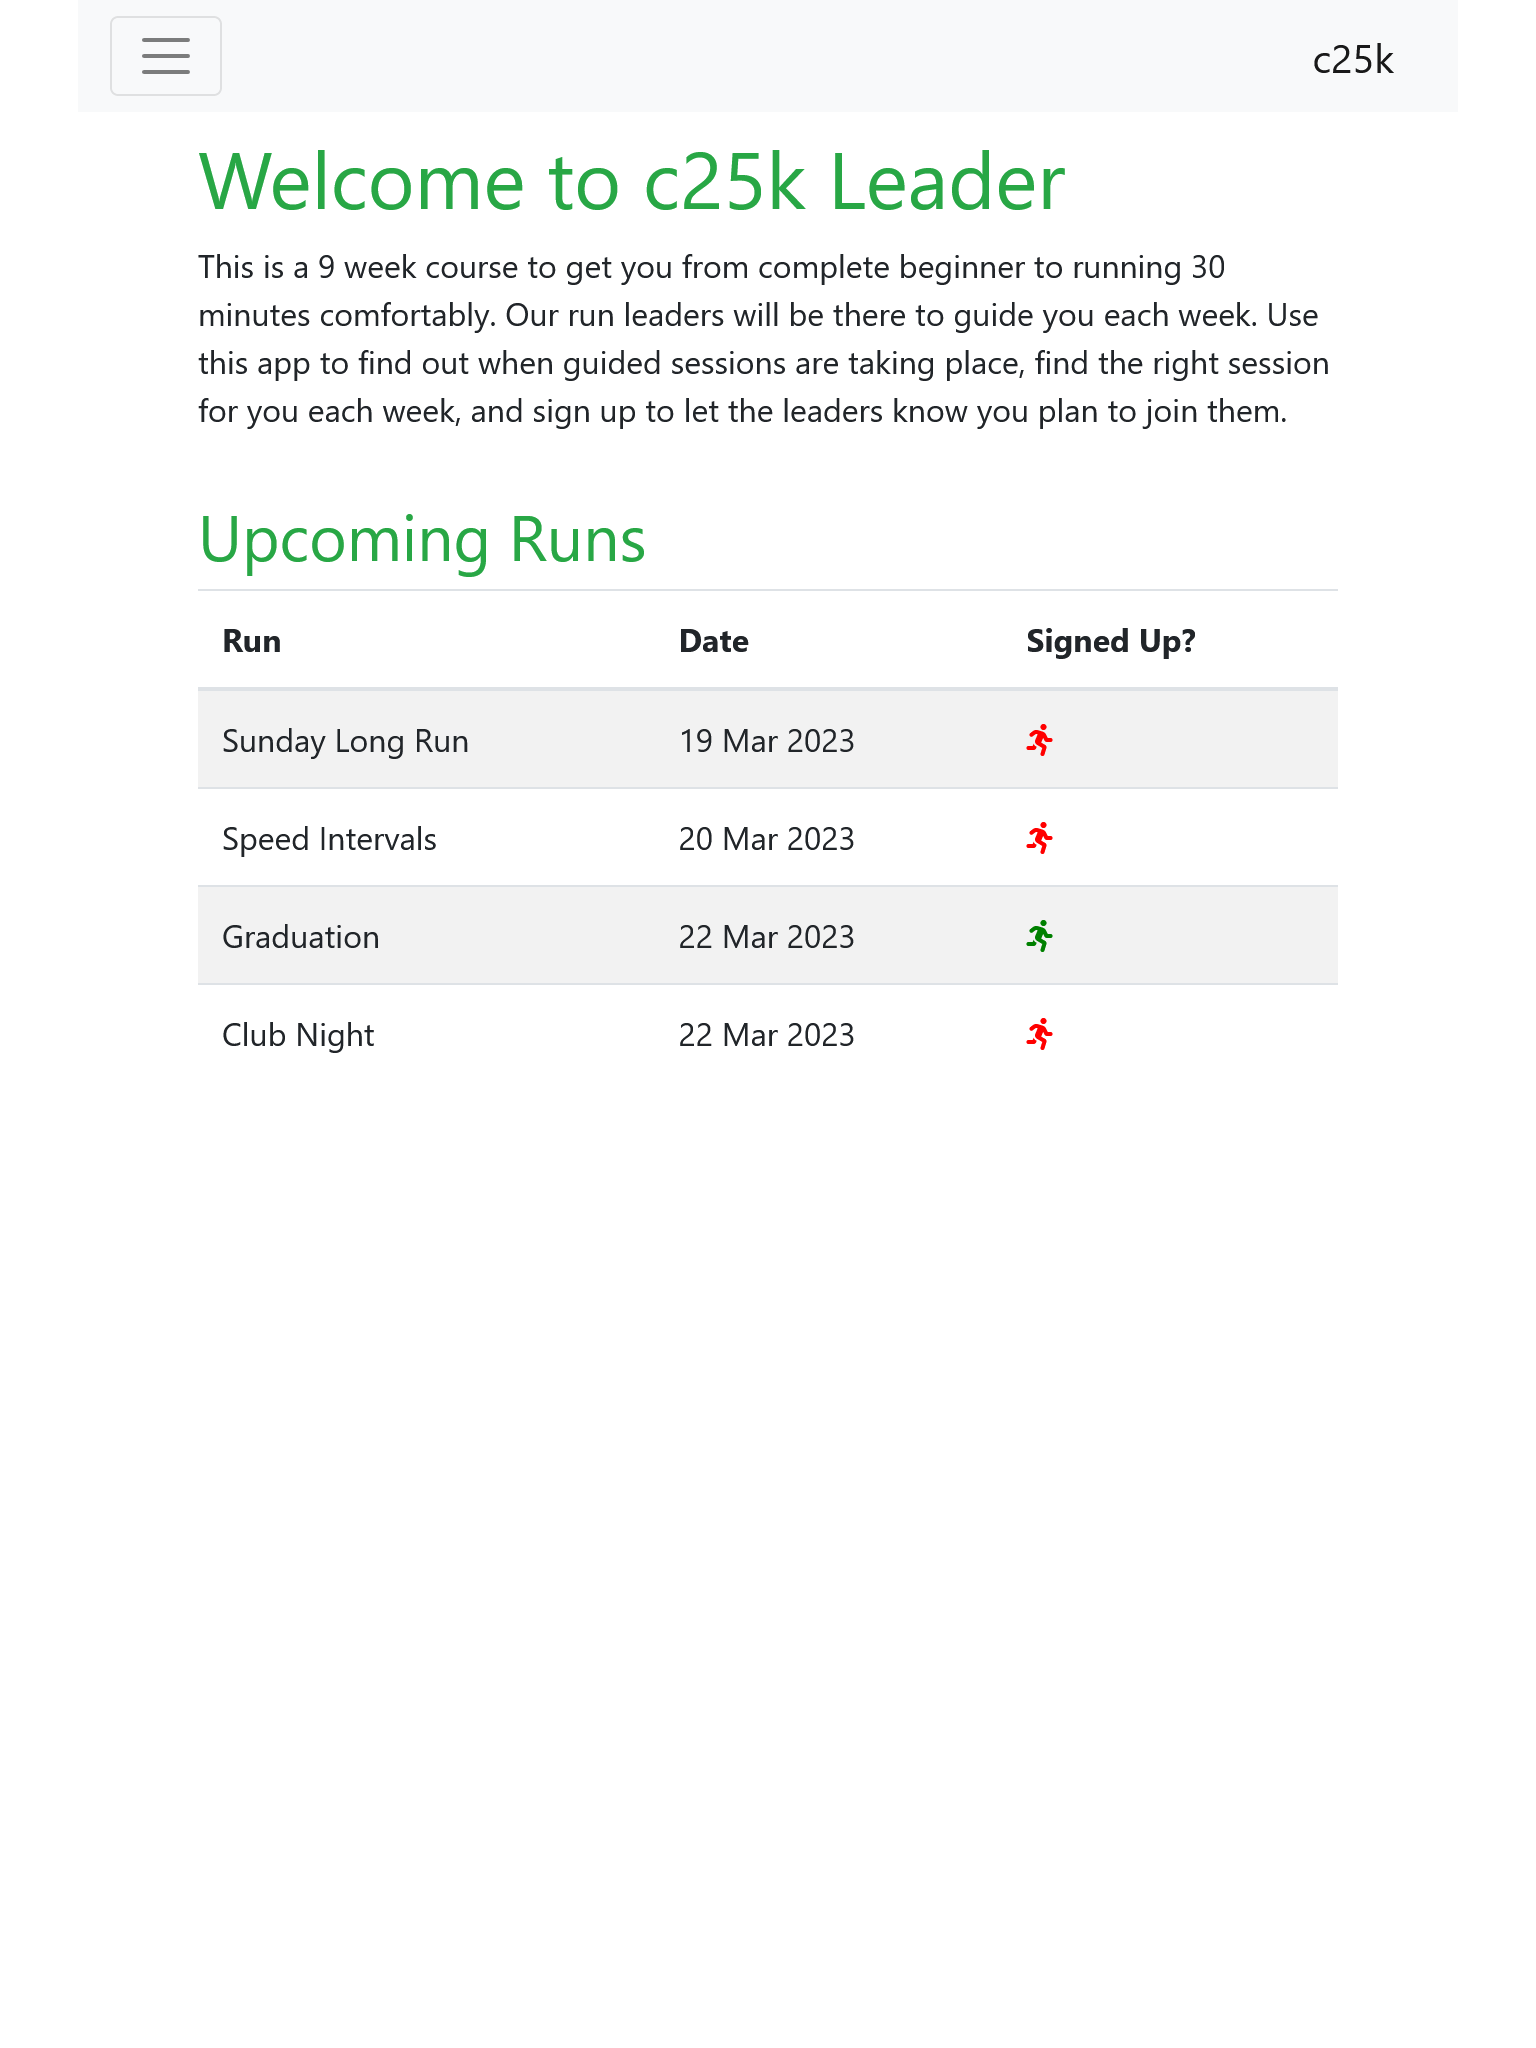 c25k
Welcome to c25k Leader
This is a 9 week course to get you from complete beginner to running 30
minutes comfortably. Our run leaders will be there to guide you each week. Use
this app to find out when guided sessions are taking place, find the right session
for you each week, and sign up to let the leaders know you plan to join them.
Upcoming Runs
Run Date Signed Up?
Sunday Long Run 19 Mar 2023
Speed Intervals 20 Mar 2023
Graduation 22 Mar 2023
Club Night 22 Mar 2023